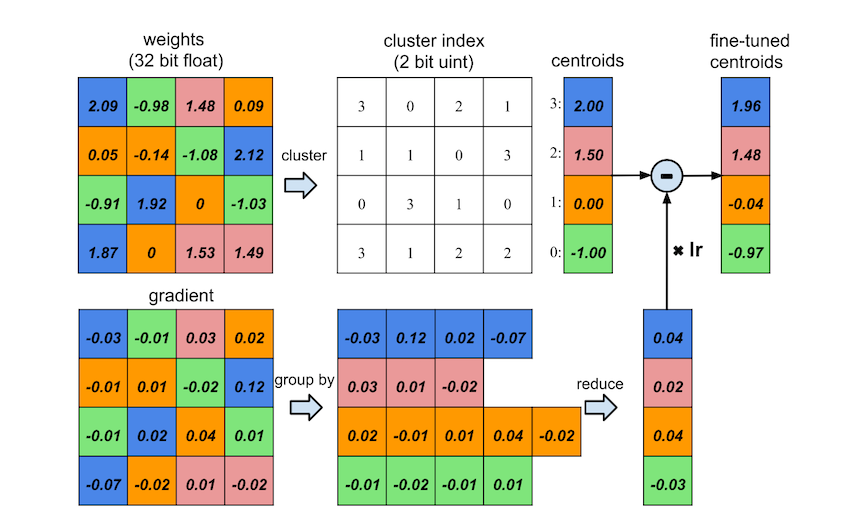 weights
(32 bit float)
cluster index
(2 bit uint)
centroids
fine-tuned
centroids
2.09 -0.98 1.48 0.09
3 0 2 1
3: 2.00
1.96
0.05 -0.14 -1.08 2.12
cluster
1 1 0 3
2: 1.50
1.48
-0.91 1.92 0 -1.03
0 3 1 0
1: 0.00
-0.04
1.87 0 1.53 1.49
3 1 2 2
0: -1.00
-0.97
× lr
gradient
-0.03 -0.01 0.03 0.02
-0.03 0.12 0.02 -0.07
0.04
-0.01 0.01 -0.02 0.12
group by
0.03 0.01 -0.02
reduce
0.02
-0.01 0.02 0.04 0.01
0.02 -0.01 0.01 0.04 -0.02
0.04
-0.07 -0.02 0.01 -0.02
-0.01 -0.02 -0.01 0.01
-0.03